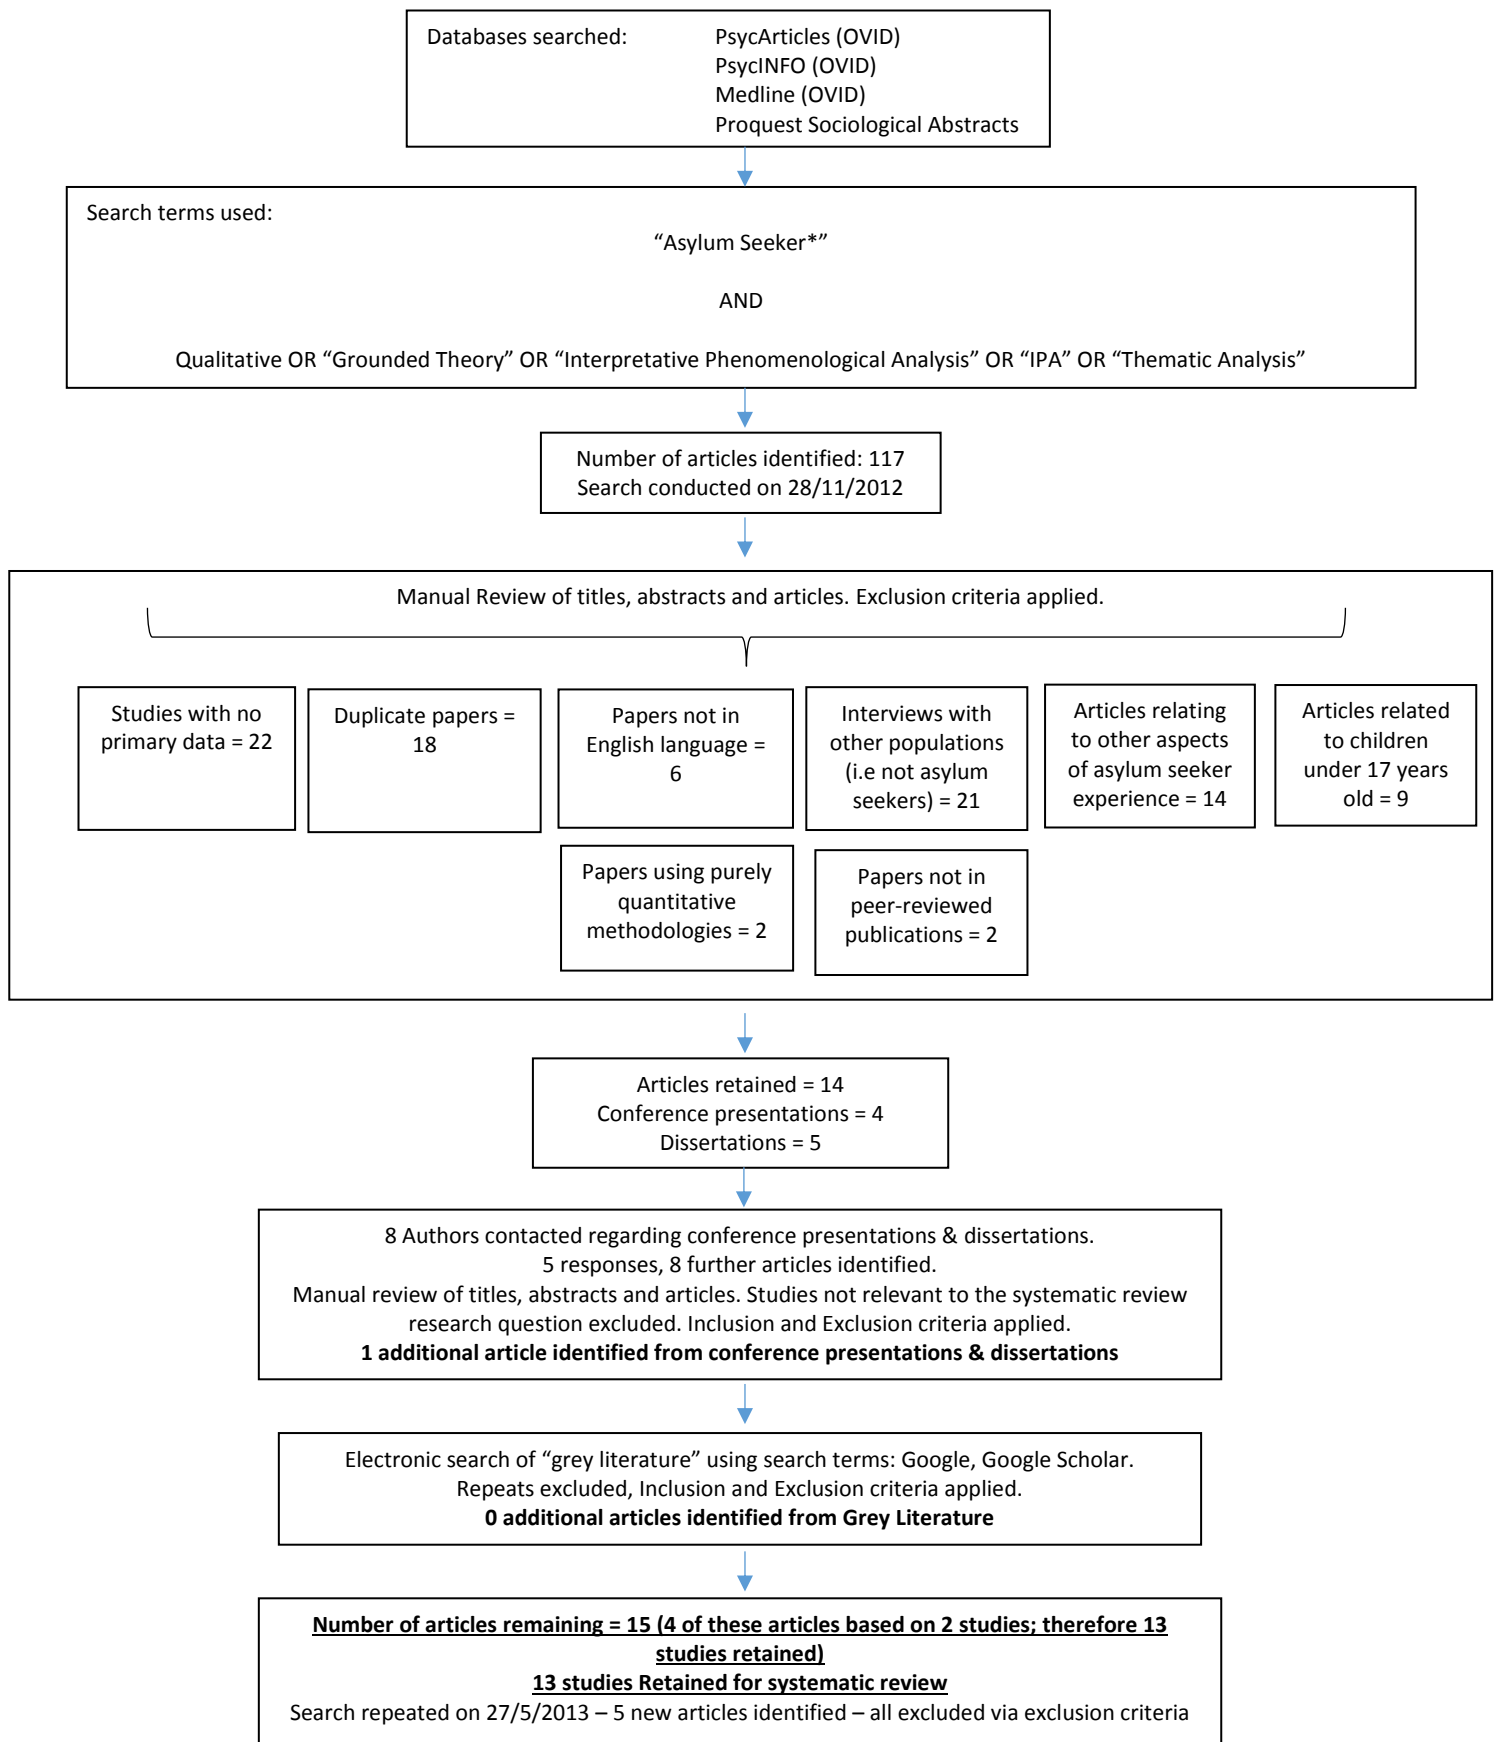 Databases searched: PsycArticles (OVID)
PsycINFO (OVID)
Medline (OVID)
Proquest Sociological Abstracts
Search terms used:
“Asylum Seeker*”
AND
Qualitative OR “Grounded Theory” OR “Interpretative Phenomenological Analysis” OR “IPA” OR “Thematic Analysis”
Number of articles identified: 117
Search conducted on 28/11/2012
Manual Review of titles, abstracts and articles. Exclusion criteria applied.
Studies with no
primary data = 22
Duplicate papers =
18
Papers not in
English language =
6
Interviews with
other populations
(i.e not asylum
seekers) = 21
Articles relating
to other aspects
of asylum seeker
experience = 14
Articles related
to children
under 17 years
old = 9
Papers using purely
quantitative
methodologies = 2
Papers not in
peer-reviewed
publications = 2
Articles retained = 14
Conference presentations = 4
Dissertations = 5
8 Authors contacted regarding conference presentations & dissertations.
5 responses, 8 further articles identified.
Manual review of titles, abstracts and articles. Studies not relevant to the systematic review
research question excluded. Inclusion and Exclusion criteria applied.
1 additional article identified from conference presentations & dissertations
Electronic search of “grey literature” using search terms: Google, Google Scholar.
Repeats excluded, Inclusion and Exclusion criteria applied.
0 additional articles identified from Grey Literature
Number of articles remaining = 15 (4 of these articles based on 2 studies; therefore 13
studies retained)
13 studies Retained for systematic review
Search repeated on 27/5/2013 – 5 new articles identified – all excluded via exclusion criteria